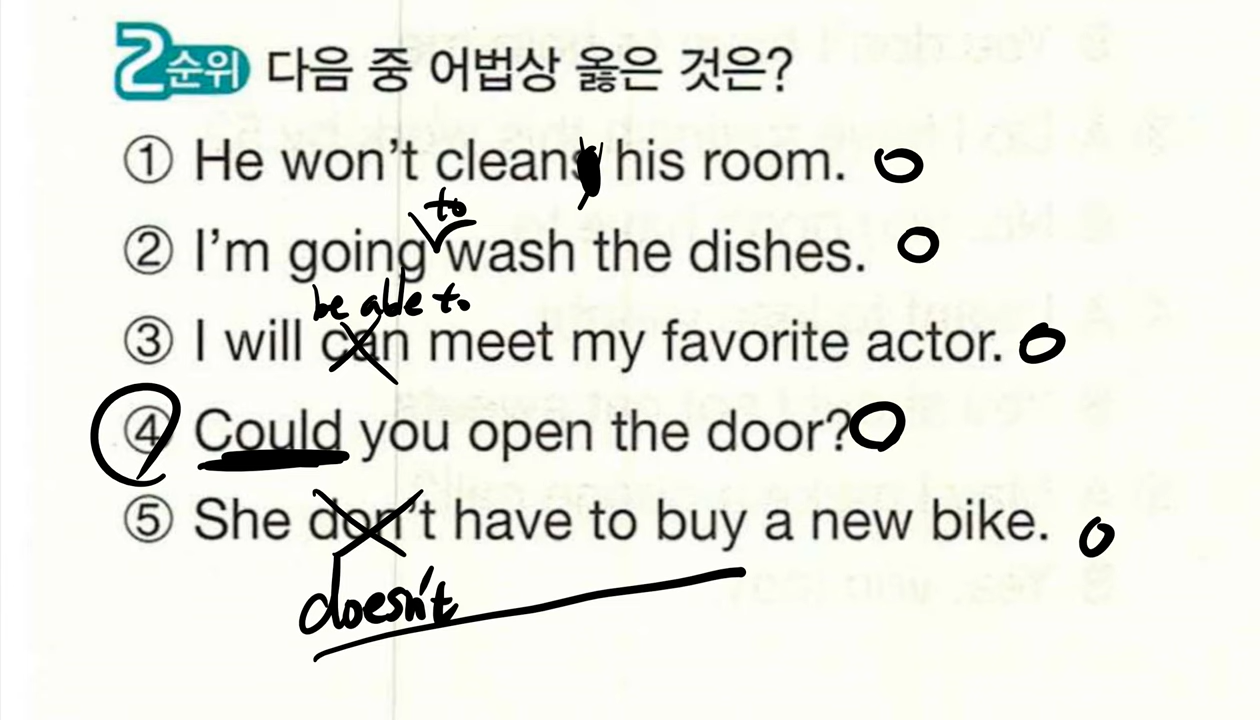 2순위 다음 중 어법상 옳은 것은?
① He won't cleans his room. O
to
② I'm going wash the dishes. O
be able to
③ I will can meet my favorite actor. O
④ Could you open the door? O
⑤ She don't have to buy a new bike. O
doesn't